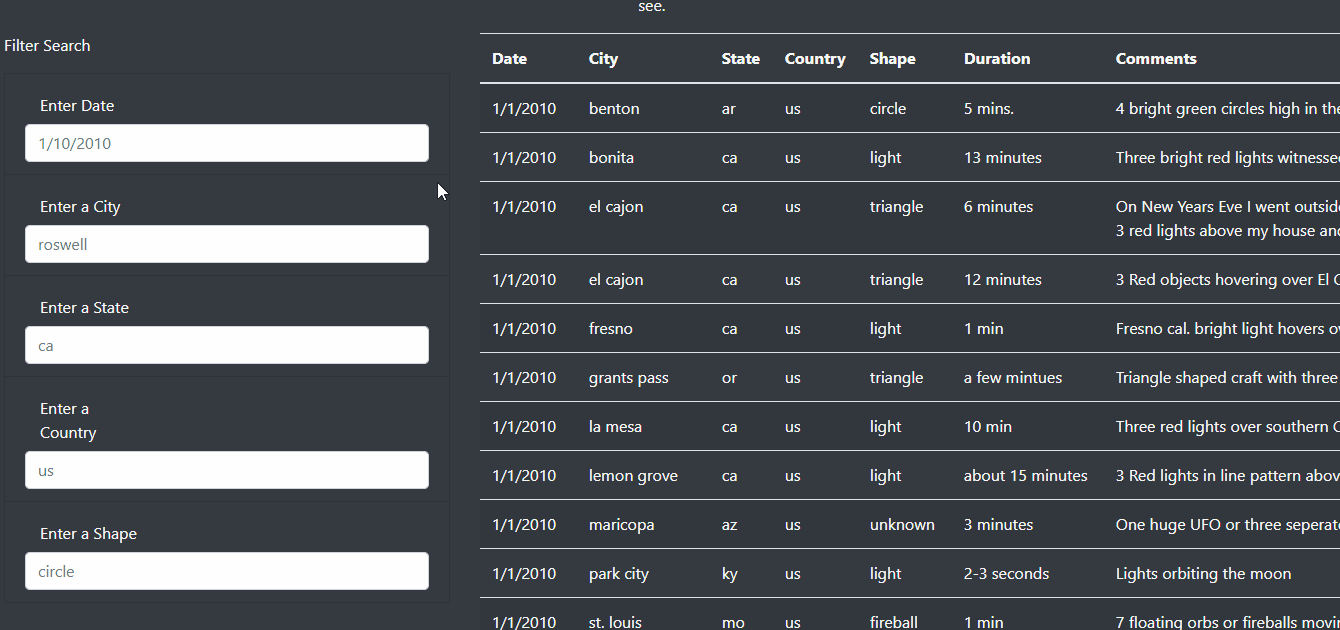 see.
Filter Search
Enter Date
1/10/2010
Enter a City
roswell
Enter a State
ca
Enter a
Country
us
Enter a Shape
circle
Date City State Country Shape Duration Comments
1/1/2010 benton ar us circle 5 mins. 4 bright green circles high in the
1/1/2010 bonita ca us light 13 minutes Three bright red lights witnessed
1/1/2010 el cajon ca us triangle 6 minutes On New Years Eve I went outside
3 red lights above my house and
1/1/2010 el cajon ca us triangle 12 minutes 3 Red objects hovering over El C
1/1/2010 fresno ca us light 1 min Fresno cal. bright light hovers ov
1/1/2010 grants pass or us triangle a few mintues Triangle shaped craft with three
1/1/2010 la mesa ca us light 10 min Three red lights over southern C
1/1/2010 lemon grove ca us light about 15 minutes 3 Red lights in line pattern abov
1/1/2010 maricopa az us unknown 3 minutes One huge UFO or three seperate
1/1/2010 park city ky us light 2-3 seconds Lights orbiting the moon
1/1/2010 st. louis mo us fireball 1 min 7 floating orbs or fireballs movin